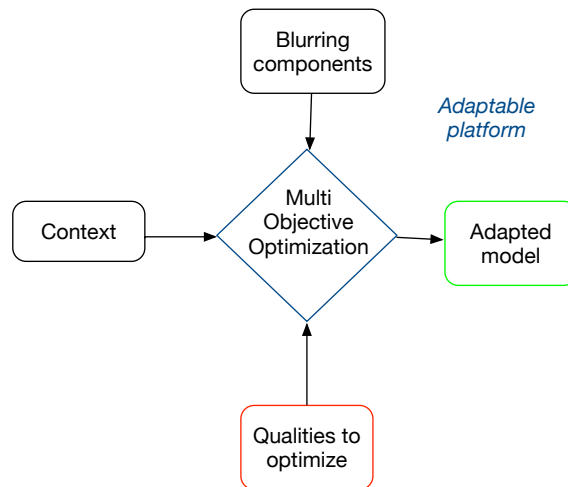 Blurring
components
Adaptable
platform
Multi
Objective
Optimization
Context
Adapted
model
Qualities to
optimize